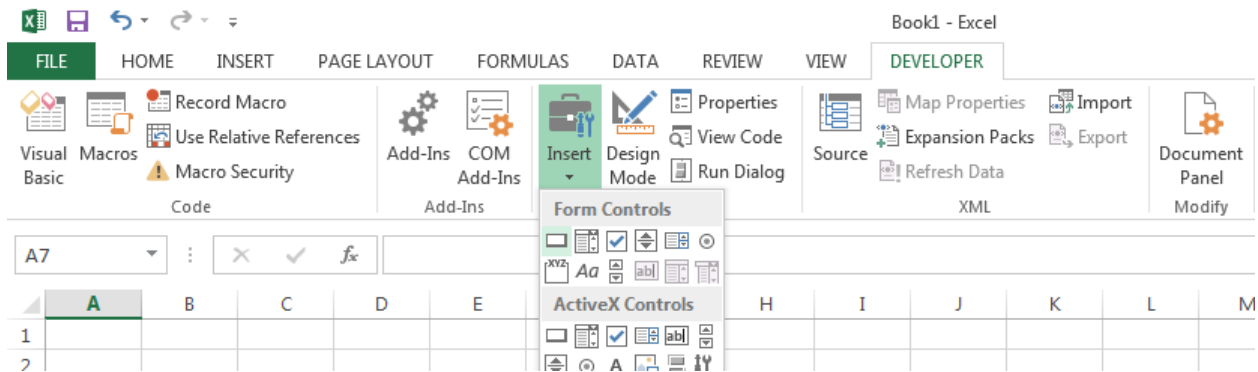 Book1 - Excel
FILE HOME INSERT PAGE LAYOUT FORMULAS DATA REVIEW VIEW DEVELOPER
Visual Basic
Macros
Record Macro
Use Relative References
Macro Security
Code
Add-Ins
COM Add-Ins
Add-Ins
Insert
Design Mode
Properties
View Code
Run Dialog
Source
Map Properties
Expansion Packs
Refresh Data
Import
Export
XML
Document Panel
Modify
Form Controls
XYZ Aa ab
ActiveX Controls
ab
A
A7 fx
A B C D E H I J K L M
1
2